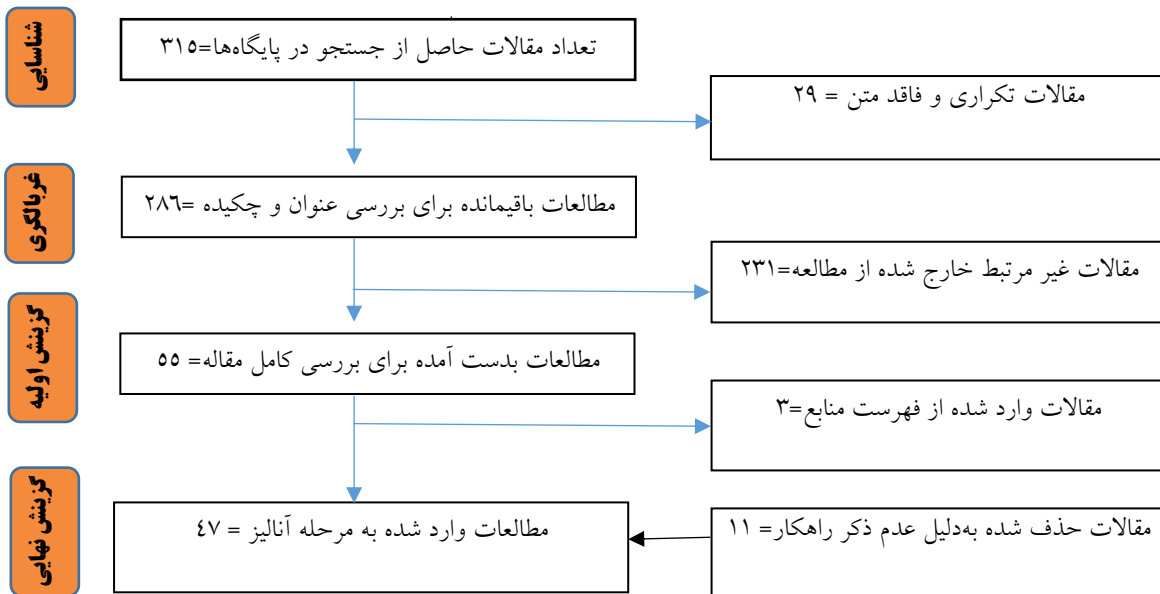 شناسایی
تعداد مقالات حاصل از جستجو در پایگاه‌ها=۳۱۵
مقالات تکراری و فاقد متن = ۲۹
غربالگری
مطالعات باقیمانده برای بررسی عنوان و چکیده =۲۸۶
مقالات غیر مرتبط خارج شده از مطالعه=۲۳۱
گزینش اولیه
مطالعات بدست آمده برای بررسی کامل مقاله= ۵۵
مقالات وارد شده از فهرست منابع=۳
گزینش نهایی
مطالعات وارد شده به مرحله آنالیز = ۴۷
مقالات حذف شده به‌دلیل عدم ذکر راهکار= ۱۱